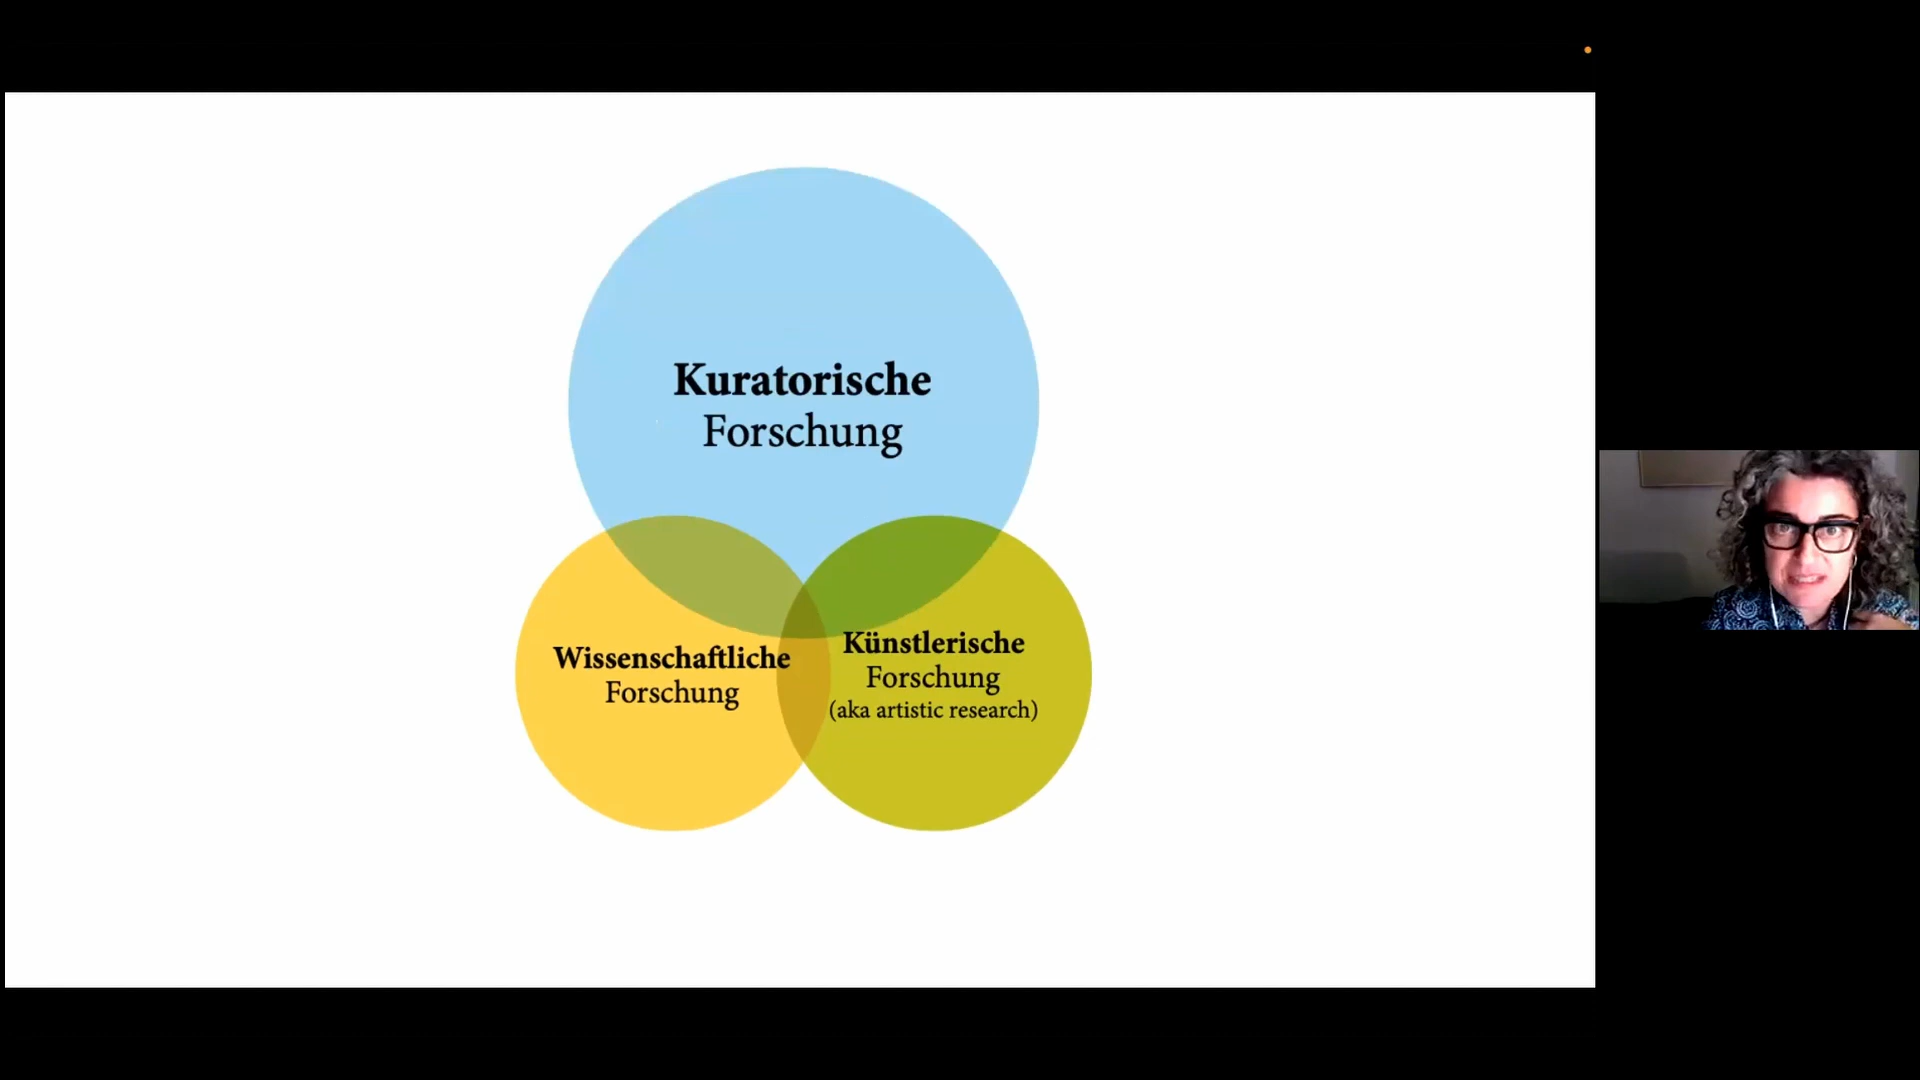 Kuratorische
Forschung
Wissenschaftliche
Forschung
Künstlerische
Forschung
(aka artistic research)